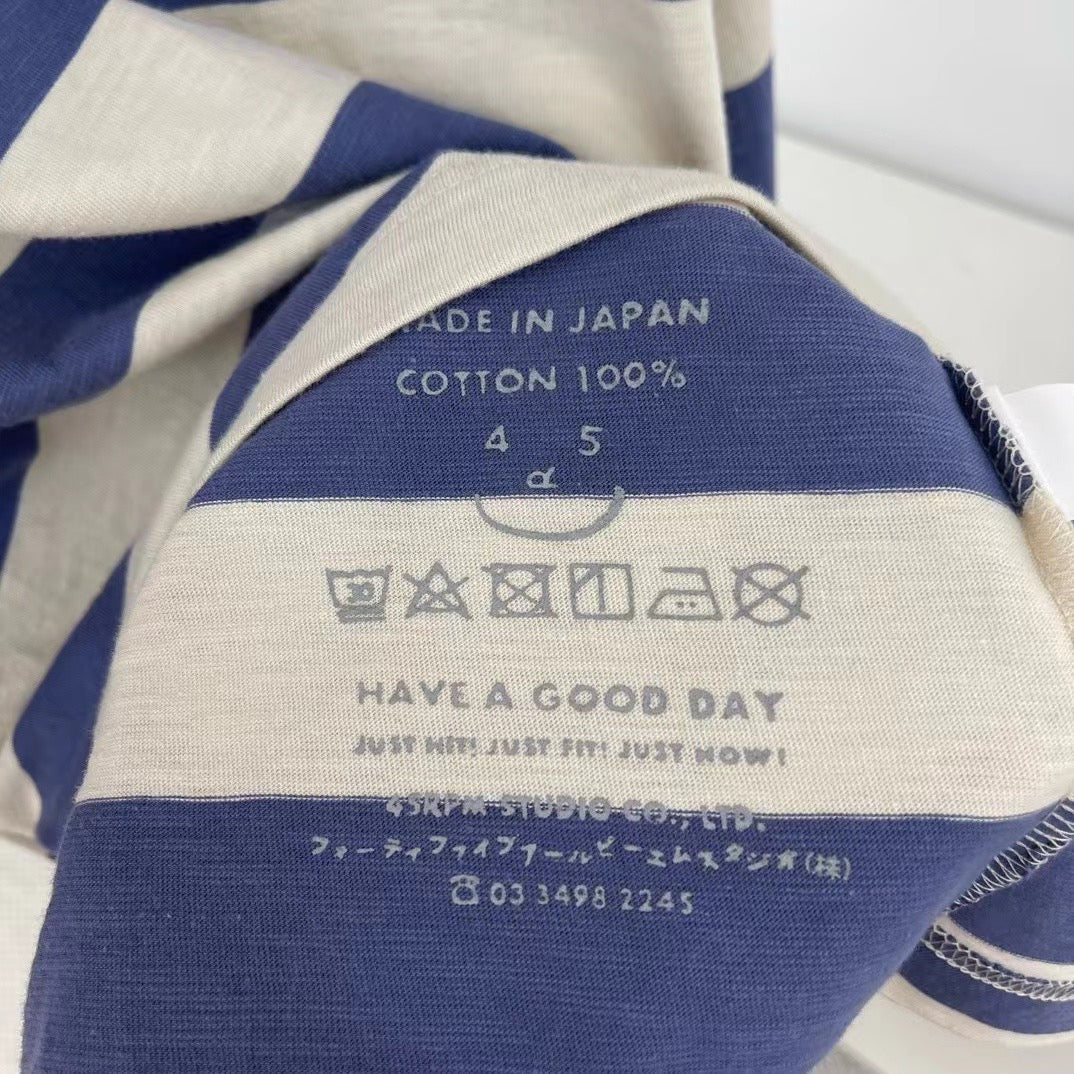 MADE IN JAPAN
COTTON 100%
4 5
R
30
HAVE A GOOD DAY
JUST HIT! JUST FIT! JUST NOW!
45RPM STUDIO CO., LTD.
フォーティファイブアールピーエムスタジオ(株)
☎ 03 3498 2245